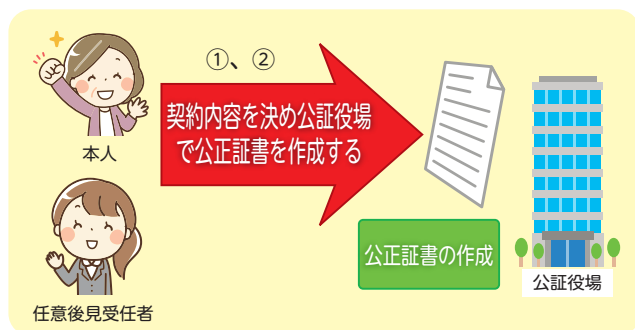 ①、②
契約内容を決め公証役場
で公正証書を作成する
本人
公正証書の作成
公証役場
任意後見受任者